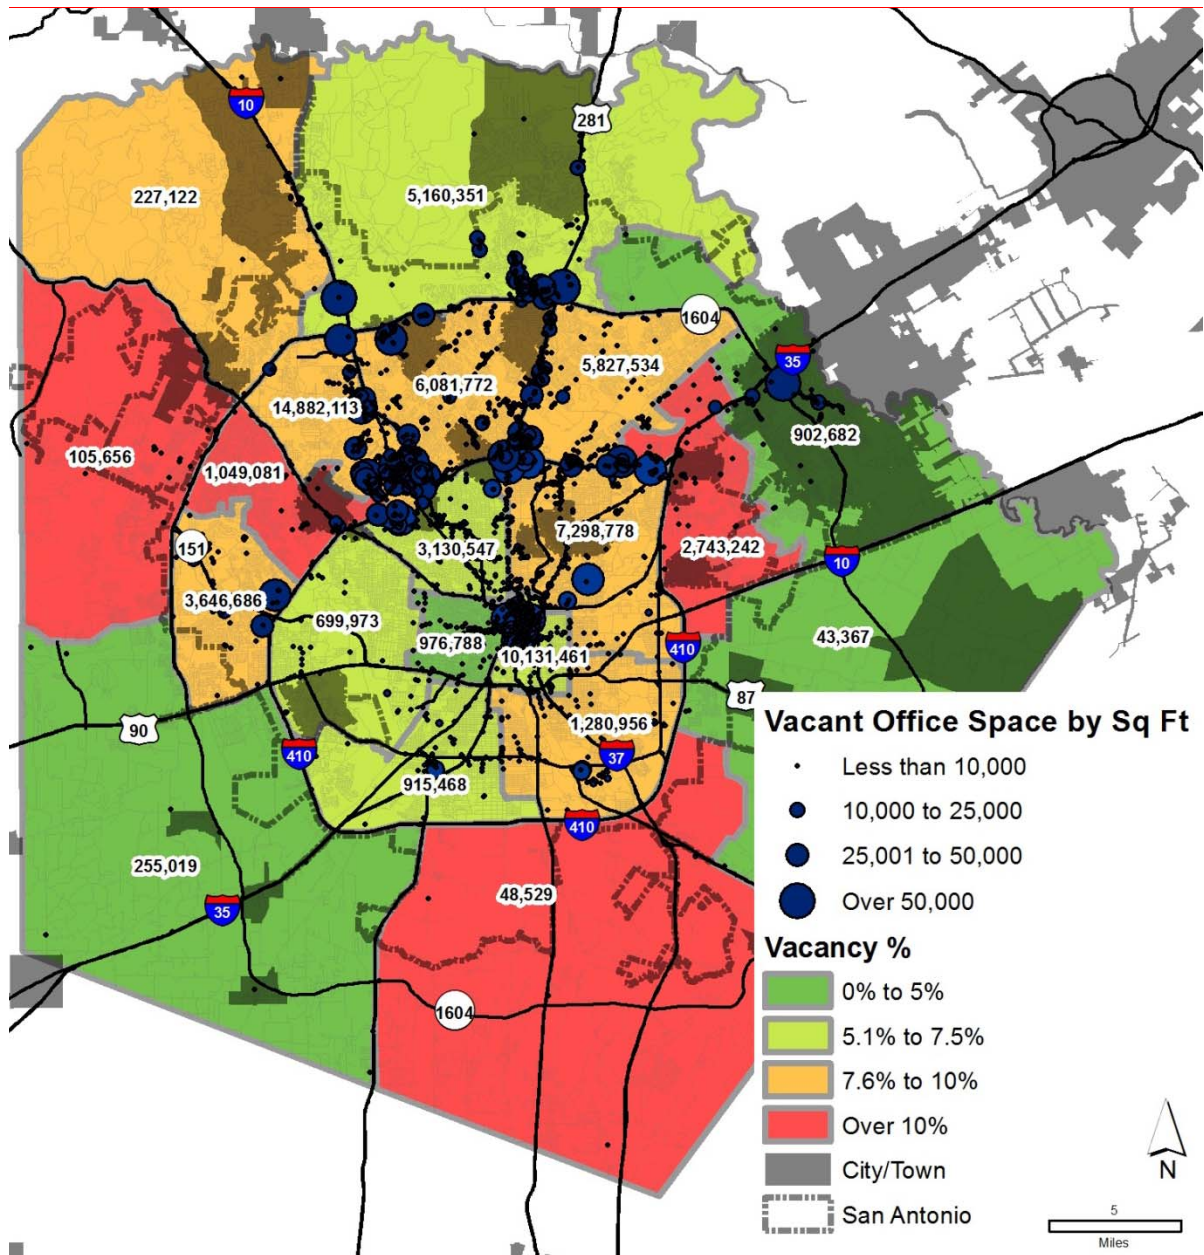 10
281
227,122
5,160,351
1604
35
5,827,534
6,081,772
14,882,113
902,682
105,656
1,049,081
7,298,778
151
3,130,547
2,743,242
10
3,646,686
699,973
976,788
43,367
410
10,131,461
87
90
1,280,956
410
37
915,468
410
255,019
48,529
35
1604
Vacant Office Space by Sq Ft
Less than 10,000
10,000 to 25,000
25,001 to 50,000
Over 50,000
Vacancy %
0% to 5%
5.1% to 7.5%
7.6% to 10%
Over 10%
City/Town
San Antonio
N
5
Miles